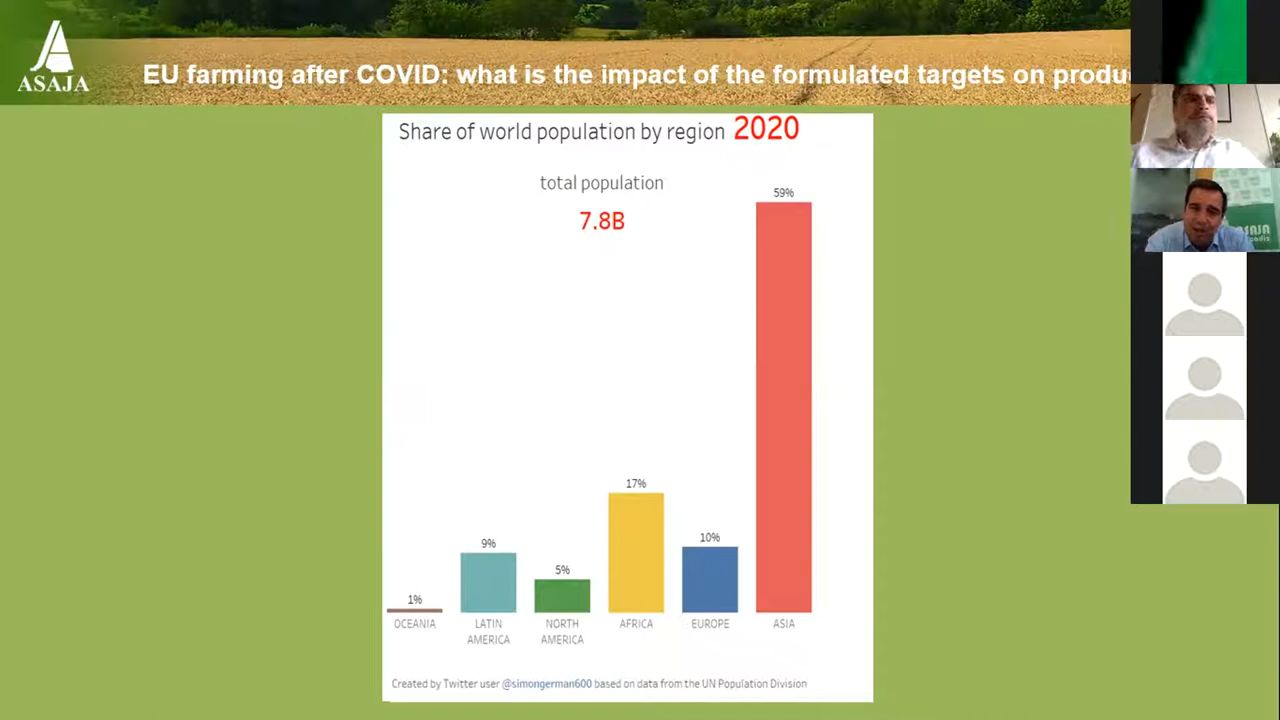 ASAJA
EU farming after COVID: what is the impact of the formulated targets on produ
Share of world population by region 2020
total population
7.8B
59%
17%
10%
9%
5%
1%
OCEANIA
LATIN
AMERICA
NORTH
AMERICA
AFRICA
EUROPE
ASIA
Created by Twitter user @simongerman600 based on data from the UN Population Division
ASAJA